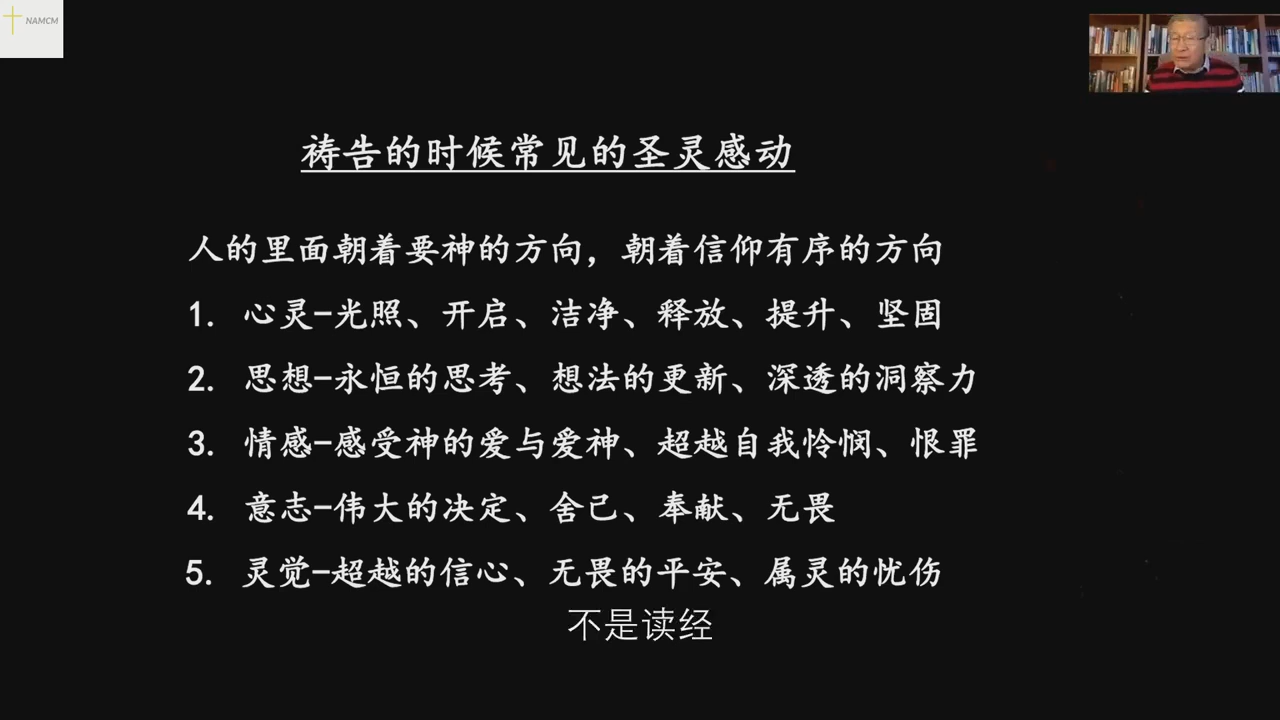 NAMCM
祷告的时候常见的圣灵感动
人的里面朝着要神的方向，朝着信仰有序的方向
1. 心灵-光照、开启、洁净、释放、提升、坚固
2. 思想-永恒的思考、想法的更新、深透的洞察力
3. 情感-感受神的爱与爱神、超越自我怜悯、恨罪
4. 意志-伟大的决定、舍己、奉献、无畏
5. 灵觉-超越的信心、无畏的平安、属灵的忧伤
不是读经